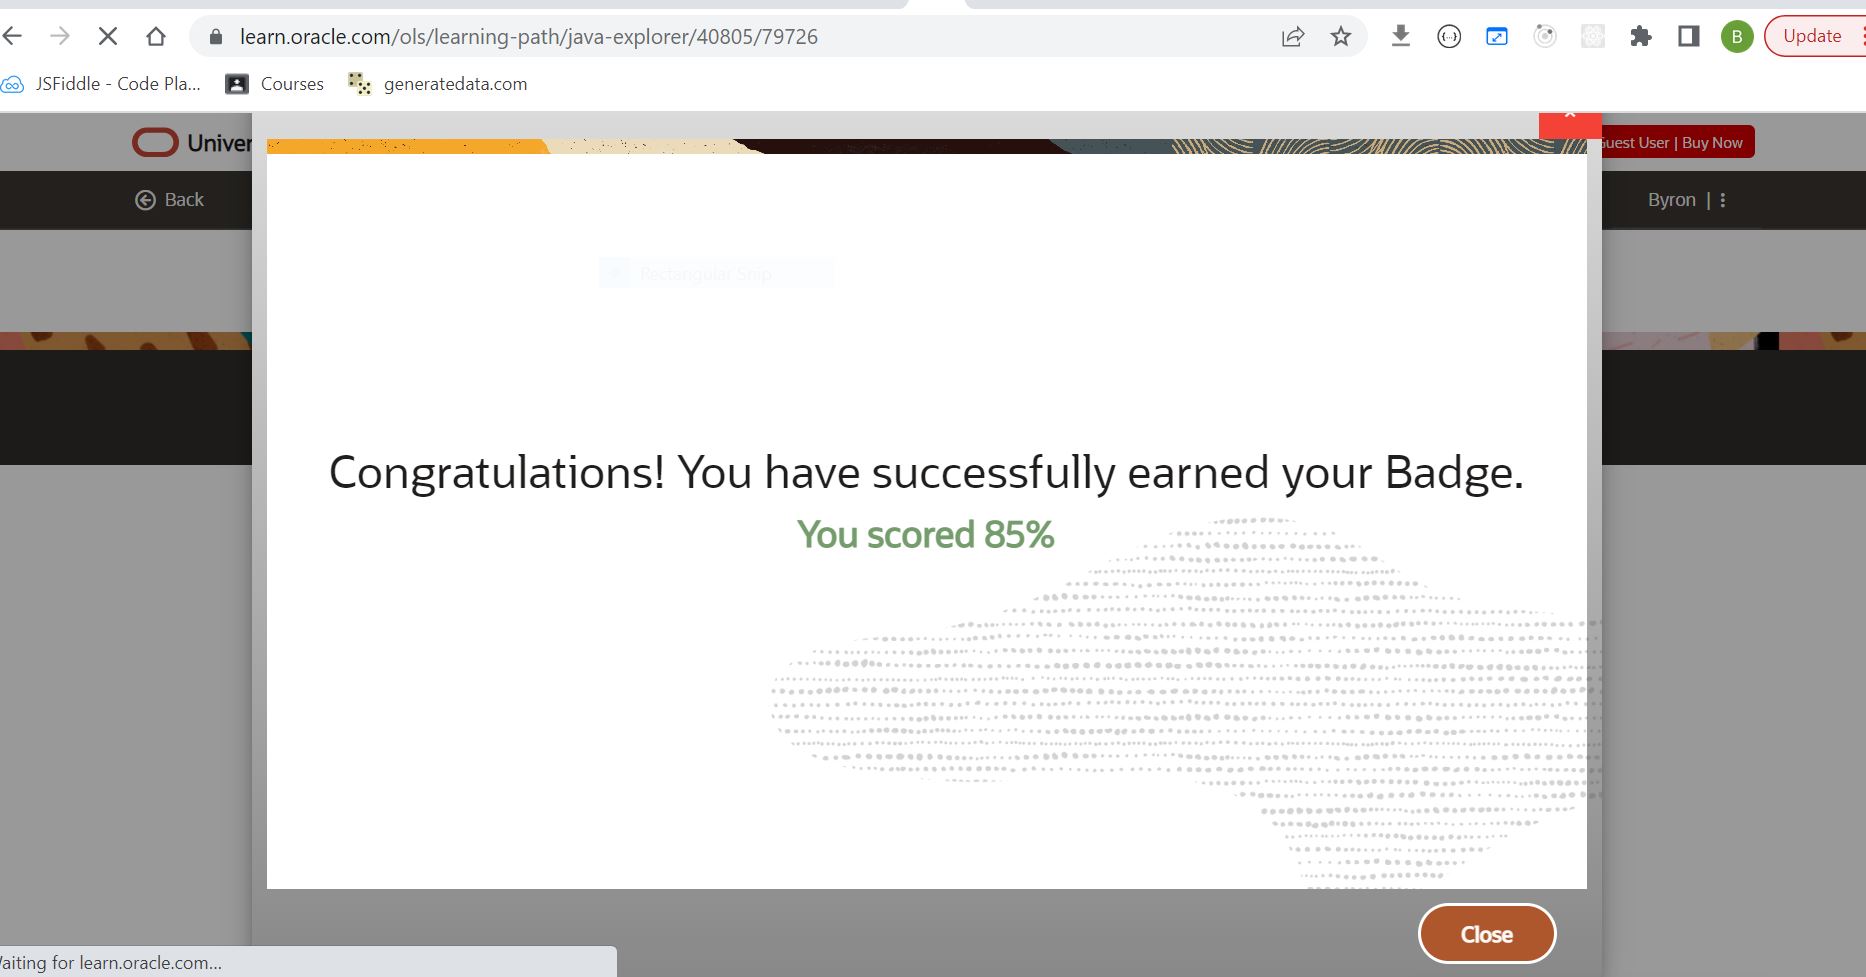 learn.oracle.com/ols/learning-path/java-explorer/40805/79726
B
Update
JSFiddle - Code Pla...
Courses
generatedata.com
Univer
Guest User | Buy Now
Back
Byron |
Rectangular Snip
Congratulations! You have successfully earned your Badge.
You scored 85%
Close
aiting for learn.oracle.com...